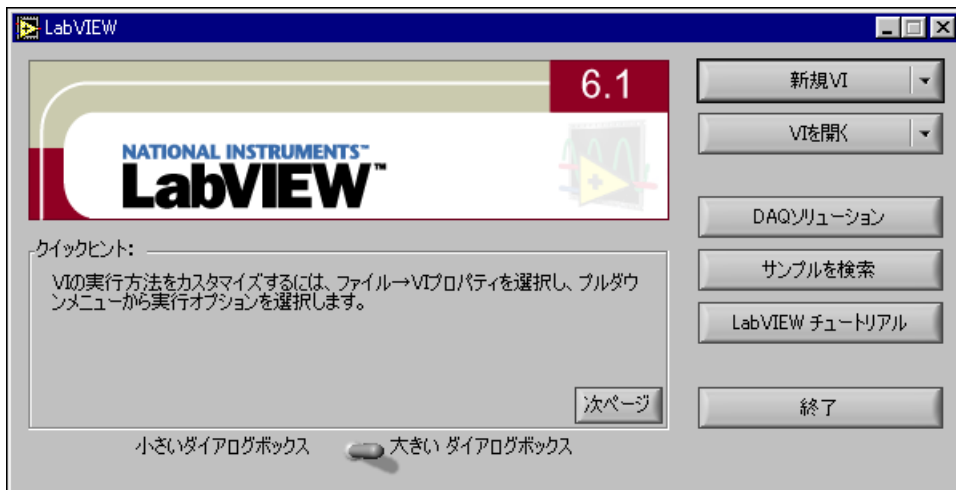 LabVIEW
6.1
NATIONAL INSTRUMENTS™
LabVIEW™
新規VI
VIを開く
DAQソリューション
サンプルを検索
LabVIEW チュートリアル
終了
クイックヒント:
VIの実行方法をカスタマイズするには、ファイル→VIプロパティを選択し、プルダウ
ンメニューから実行オプションを選択します。
次ページ
小さいダイアログボックス 大きい ダイアログボックス